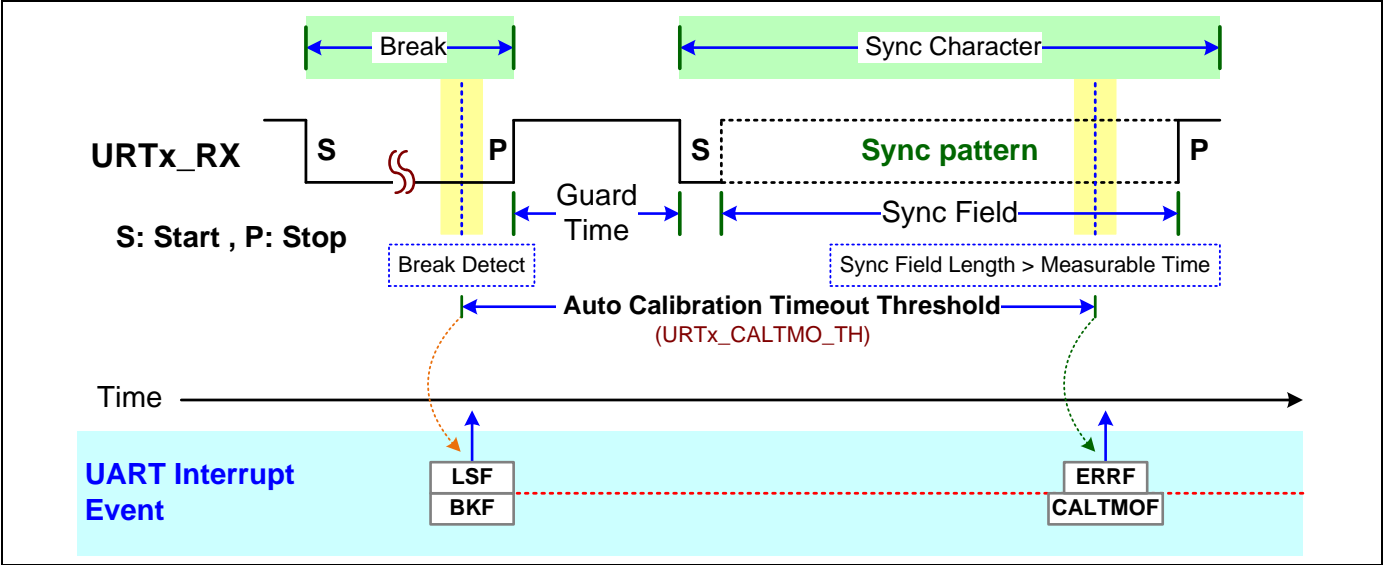 Break
Sync Character
URTx_RX
S
P
S
Sync pattern
P
Guard
Time
Sync Field
S: Start , P: Stop
Break Detect
Sync Field Length > Measurable Time
Auto Calibration Timeout Threshold
(URTx_CALTMO_TH)
Time
UART Interrupt
Event
LSF
BKF
ERRF
CALTMOF